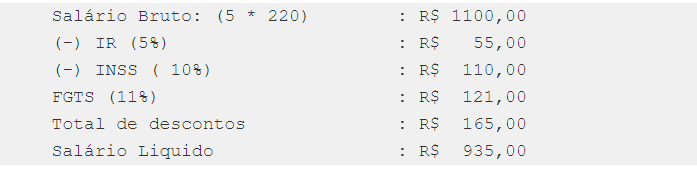 Salário Bruto: (5 * 220) : R$ 1100,00
(-) IR (5%) : R$ 55,00
(-) INSS ( 10%) : R$ 110,00
FGTS (11%) : R$ 121,00
Total de descontos : R$ 165,00
Salário Liquido : R$ 935,00